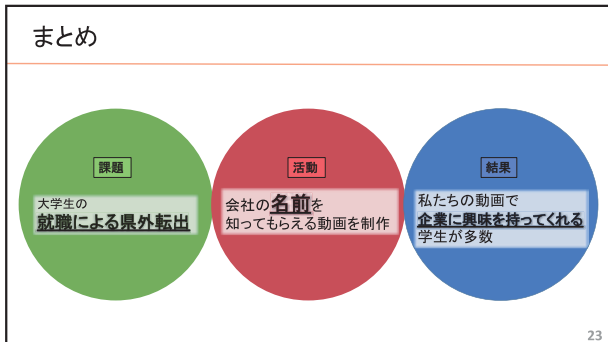 まとめ
課題
大学生の
就職による県外転出
活動
会社の名前を
知ってもらえる動画を制作
結果
私たちの動画で
企業に興味を持ってくれる
学生が多数
23